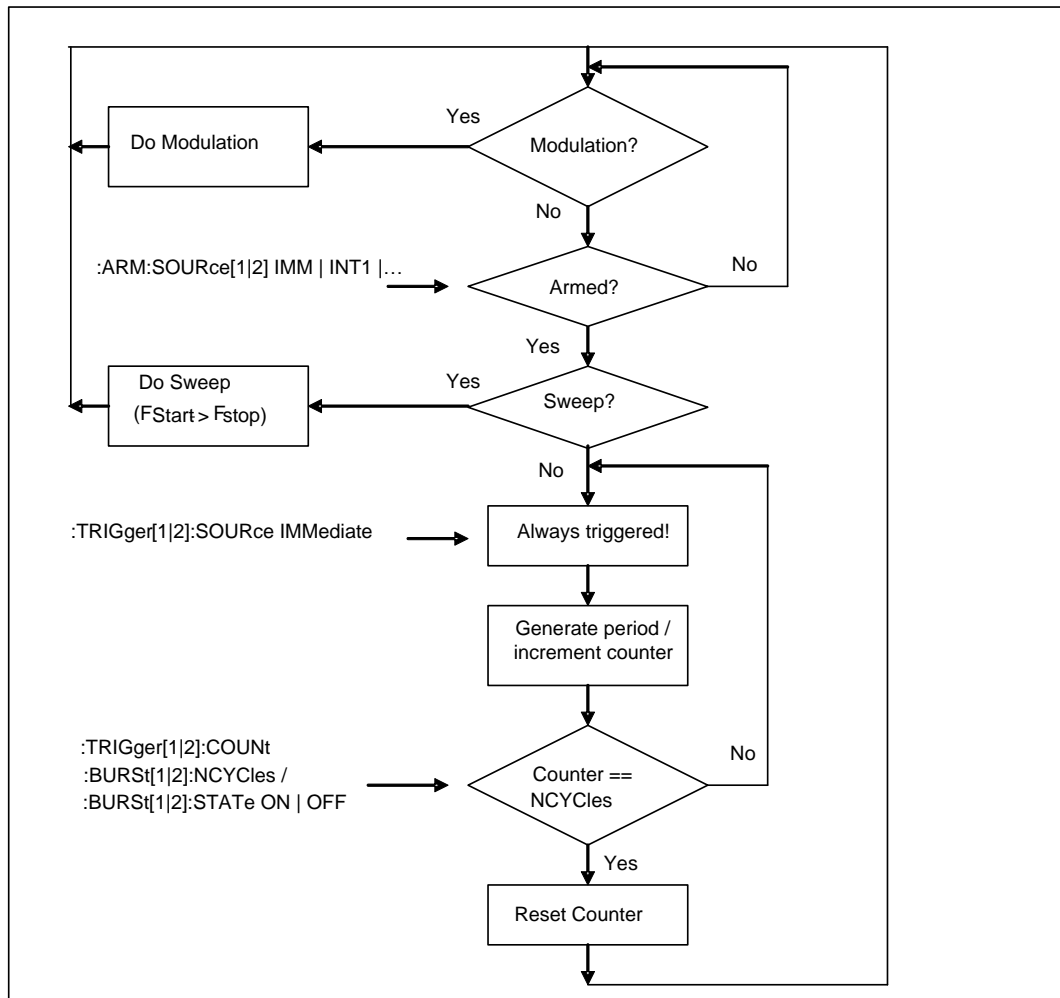 Yes
Do Modulation
Modulation?
No
:ARM:SOURce[1|2] IMM | INT1 |…
No
Armed?
Yes
Do Sweep
(FStart > Fstop)
Yes
Sweep?
No
:TRIGger[1|2]:SOURce IMMediate
Always triggered!
Generate period /
increment counter
:TRIGger[1|2]:COUNt
:BURSt[1|2]:NCYCles /
:BURSt[1|2]:STATe ON | OFF
No
Counter ==
NCYCles
Yes
Reset Counter